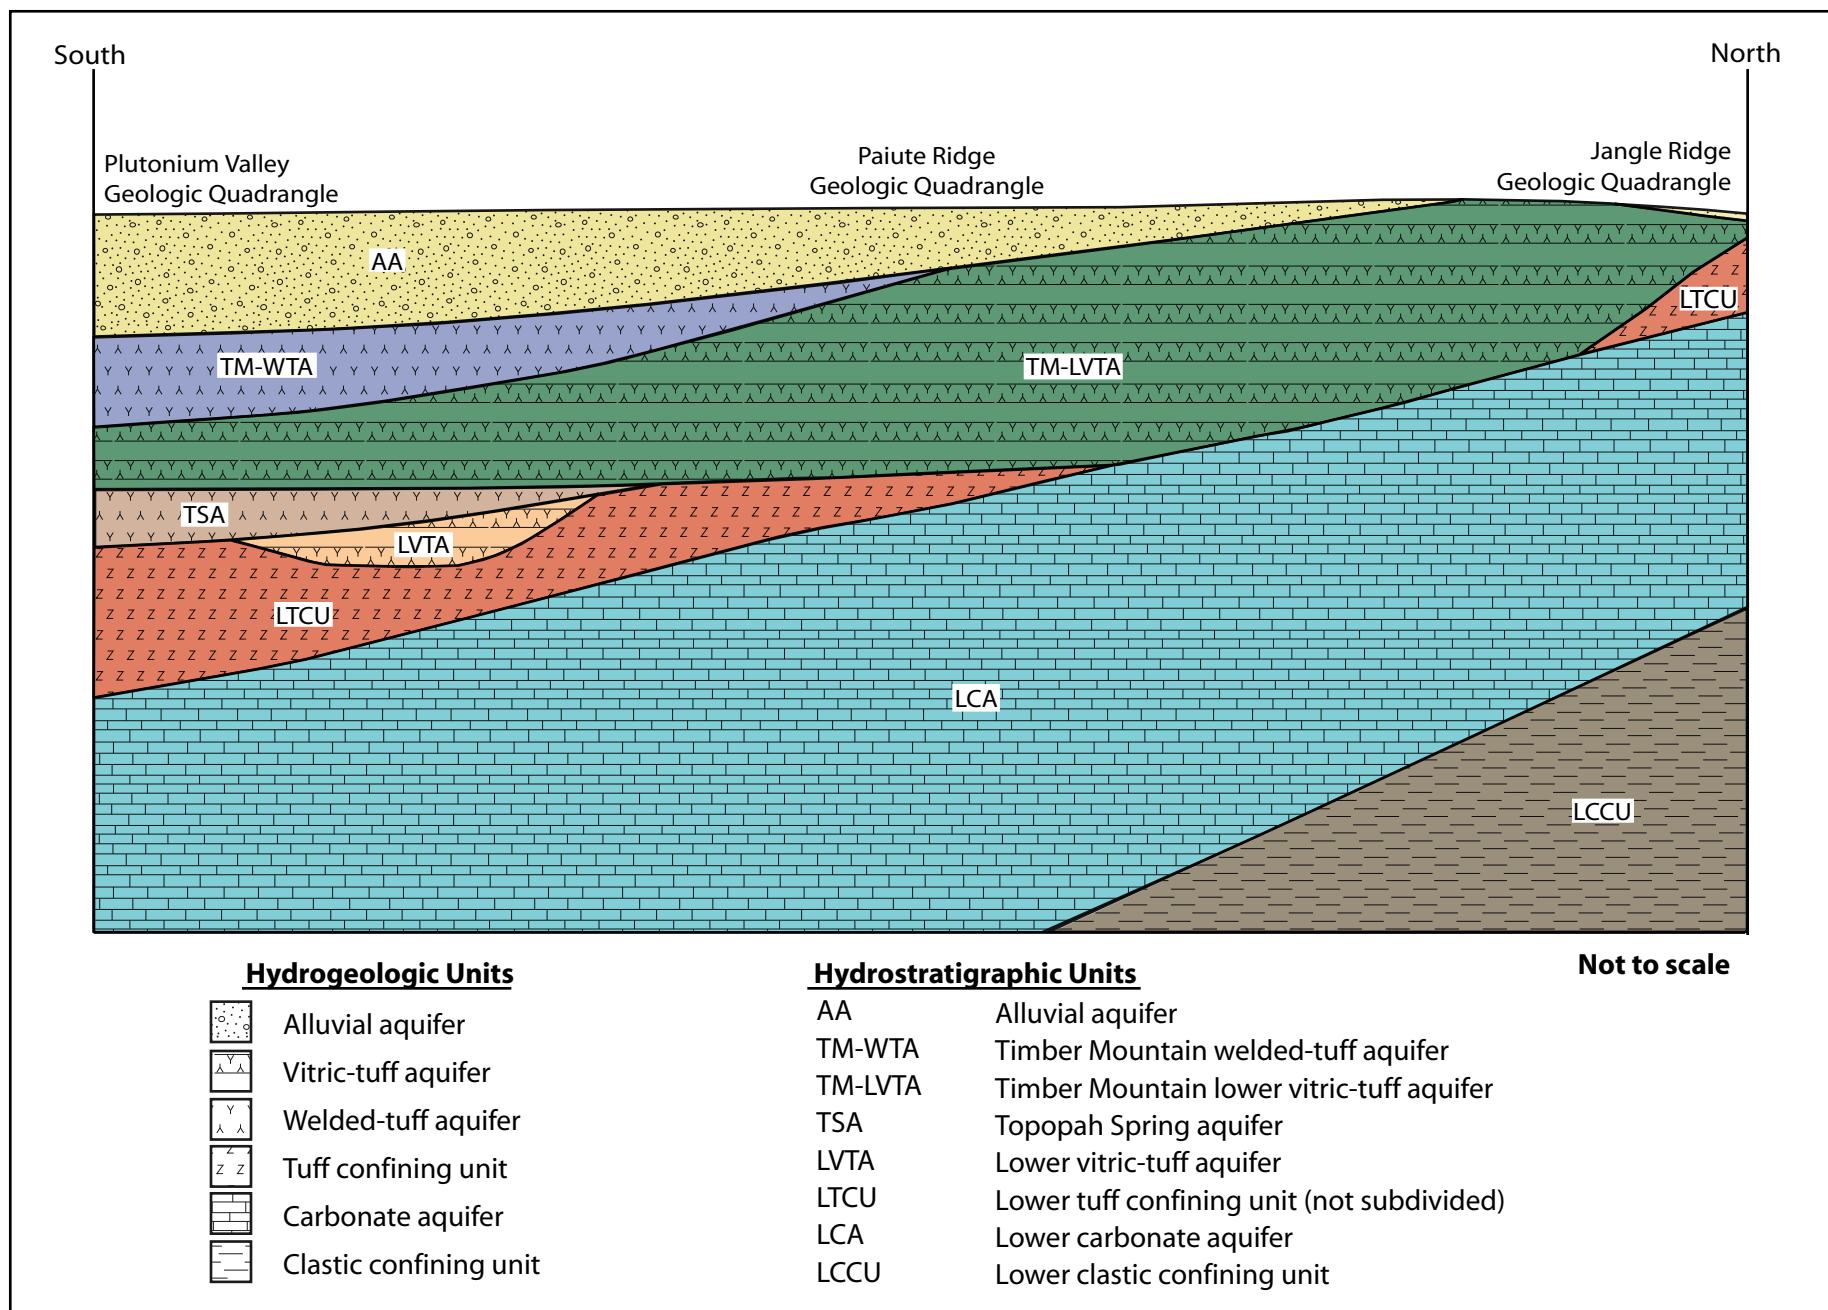 South
North
Plutonium Valley
Geologic Quadrangle
Paiute Ridge
Geologic Quadrangle
Jangle Ridge
Geologic Quadrangle
AA
LTCU
TM-WTA
TM-LVTA
TSA
LVTA
LTCU
LCA
LCCU
Not to scale
Hydrogeologic Units
Alluvial aquifer
Vitric-tuff aquifer
Welded-tuff aquifer
Tuff confining unit
Carbonate aquifer
Clastic confining unit
Hydrostratigraphic Units
AA Alluvial aquifer
TM-WTA Timber Mountain welded-tuff aquifer
TM-LVTA Timber Mountain lower vitric-tuff aquifer
TSA Topopah Spring aquifer
LVTA Lower vitric-tuff aquifer
LTCU Lower tuff confining unit (not subdivided)
LCA Lower carbonate aquifer
LCCU Lower clastic confining unit